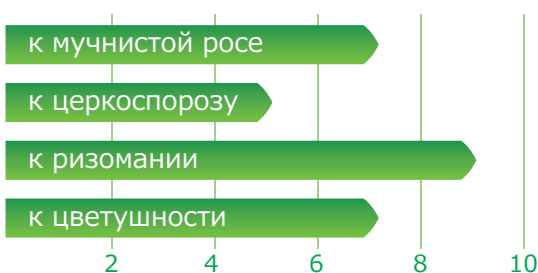 к мучнистой росе
к церкоспорозу
к ризомании
к цветушности
2 4 6 8 10